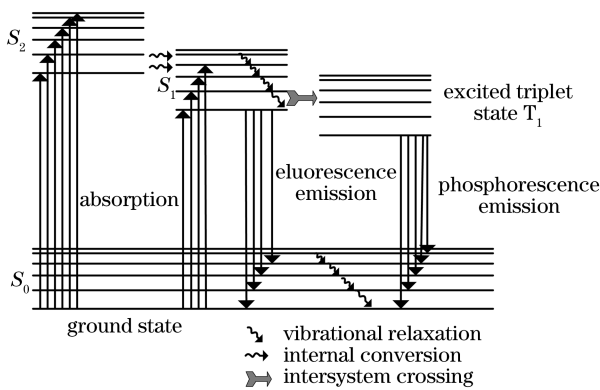 S₂
S₁
excited triplet
state T₁
absorption
eluorescence
emission
phosphorescence
emission
S₀
ground state
vibrational relaxation
internal conversion
intersystem crossing